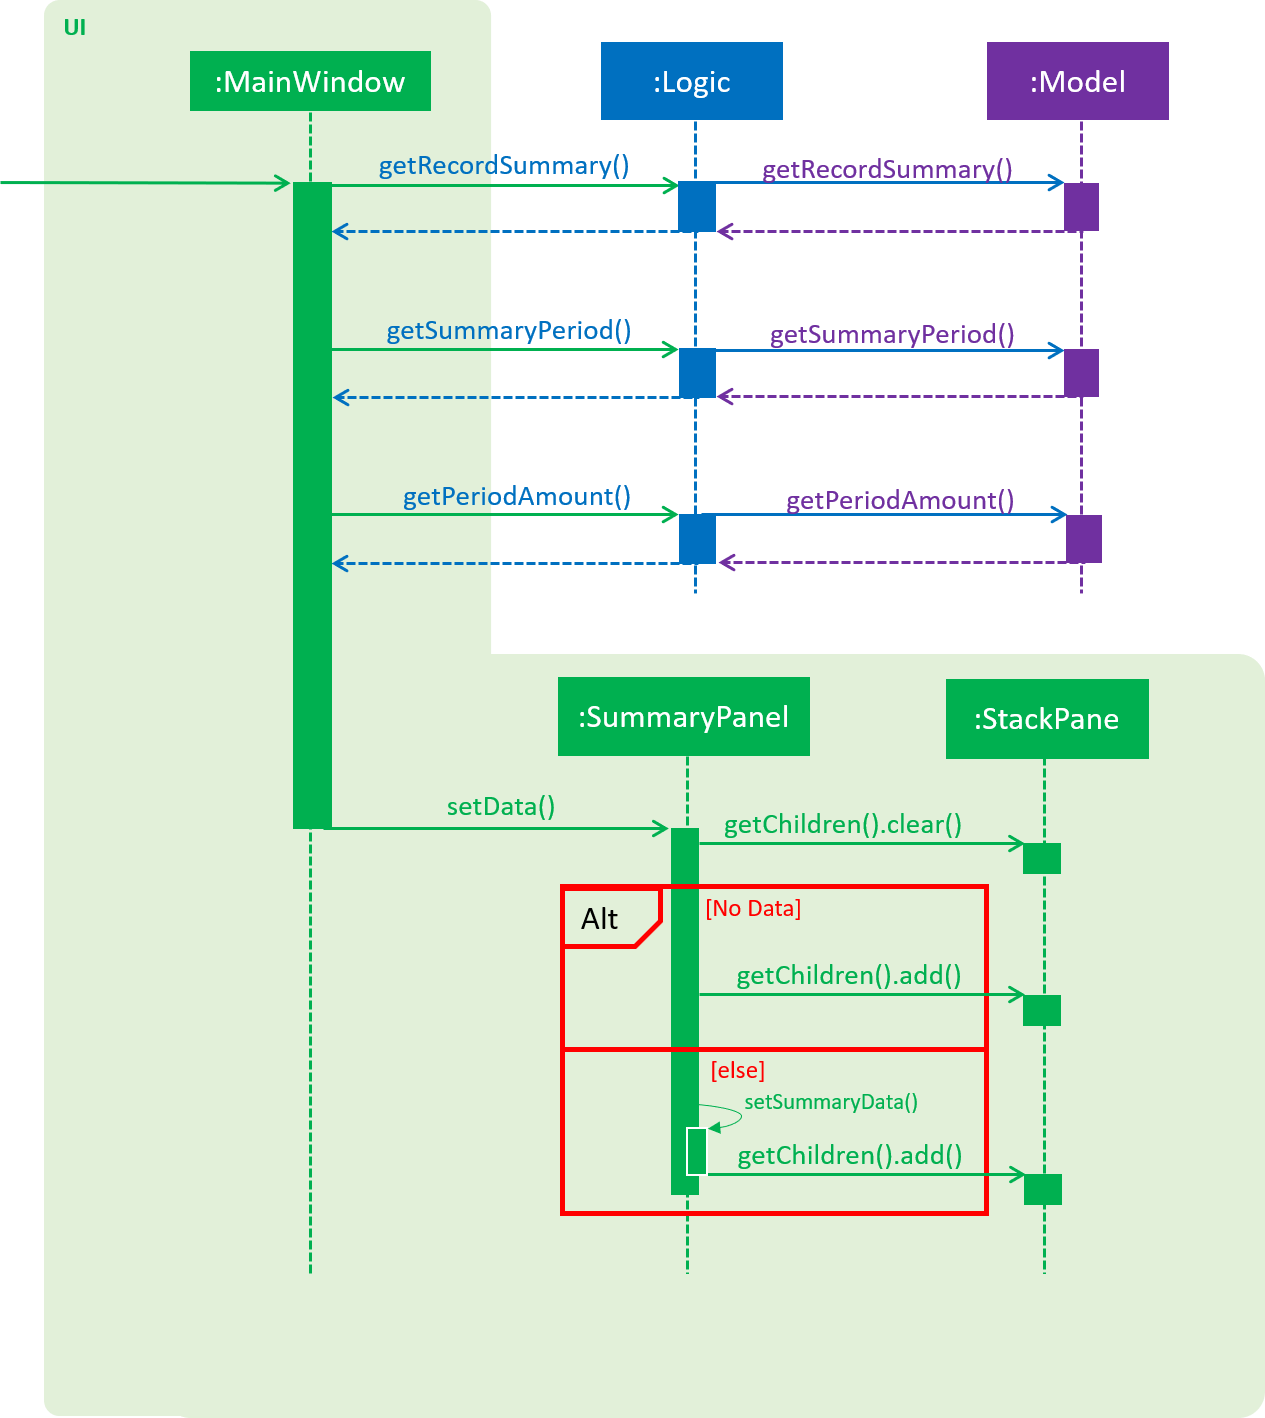 UI
:MainWindow
:Logic
:Model
getRecordSummary()
getRecordSummary()
getSummaryPeriod()
getSummaryPeriod()
getPeriodAmount()
getPeriodAmount()
:SummaryPanel
:StackPane
setData()
getChildren().clear()
Alt
[No Data]
getChildren().add()
[else]
setSummaryData()
getChildren().add()